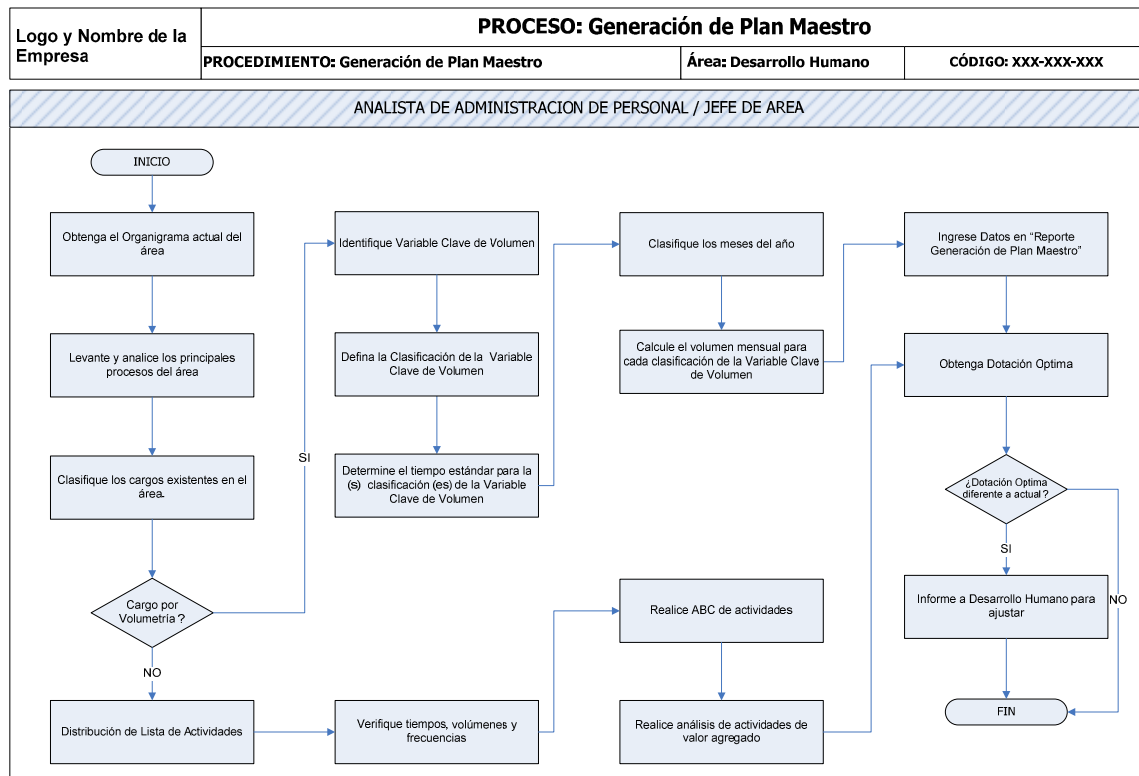 Logo y Nombre de la
Empresa
PROCESO: Generación de Plan Maestro
PROCEDIMIENTO: Generación de Plan Maestro
Área: Desarrollo Humano
CÓDIGO: XXX-XXX-XXX
ANALISTA DE ADMINISTRACION DE PERSONAL / JEFE DE AREA
INICIO
Obtenga el Organigrama actual del
área
Levante y analice los principales
procesos del área
Clasifique los cargos existentes en el
área.
Cargo por
Volumetría?
SI
NO
Distribución de Lista de Actividades
Identifique Variable Clave de Volumen
Defina la Clasificación de la Variable
Clave de Volumen
Determine el tiempo estándar para la
(s) clasificación (es) de la Variable
Clave de Volumen
Verifique tiempos, volúmenes y
frecuencias
Clasifique los meses del año
Calcule el volumen mensual para
cada clasificación de la Variable Clave
de Volumen
Realice ABC de actividades
Realice análisis de actividades de
valor agregado
Ingrese Datos en “Reporte
Generación de Plan Maestro”
Obtenga Dotación Optima
¿Dotación Optima
diferente a actual?
SI
NO
Informe a Desarrollo Humano para
ajustar
FIN